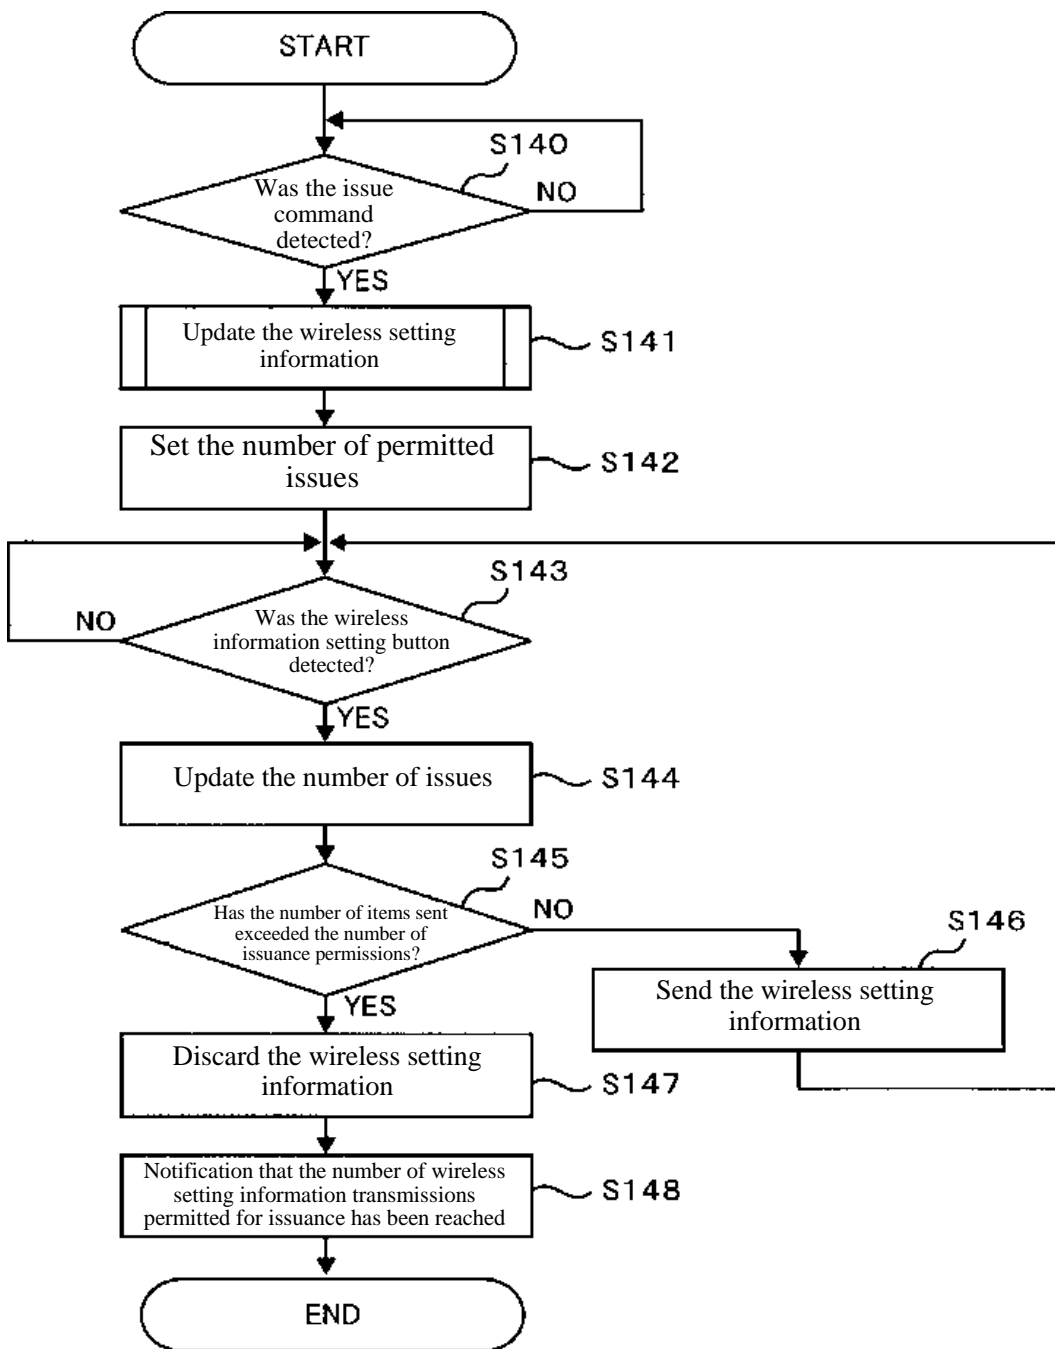 START
S140
Was the issue
command
detected?
NO
YES
Update the wireless setting
information
S141
Set the number of permitted
issues
S142
S143
NO
Was the wireless
information setting button
detected?
YES
Update the number of issues
S144
S145
Has the number of items sent
exceeded the number of
issuance permissions?
NO
S146
YES
Send the wireless setting
information
Discard the wireless setting
information
S147
Notification that the number of wireless
setting information transmissions
permitted for issuance has been reached
S148
END